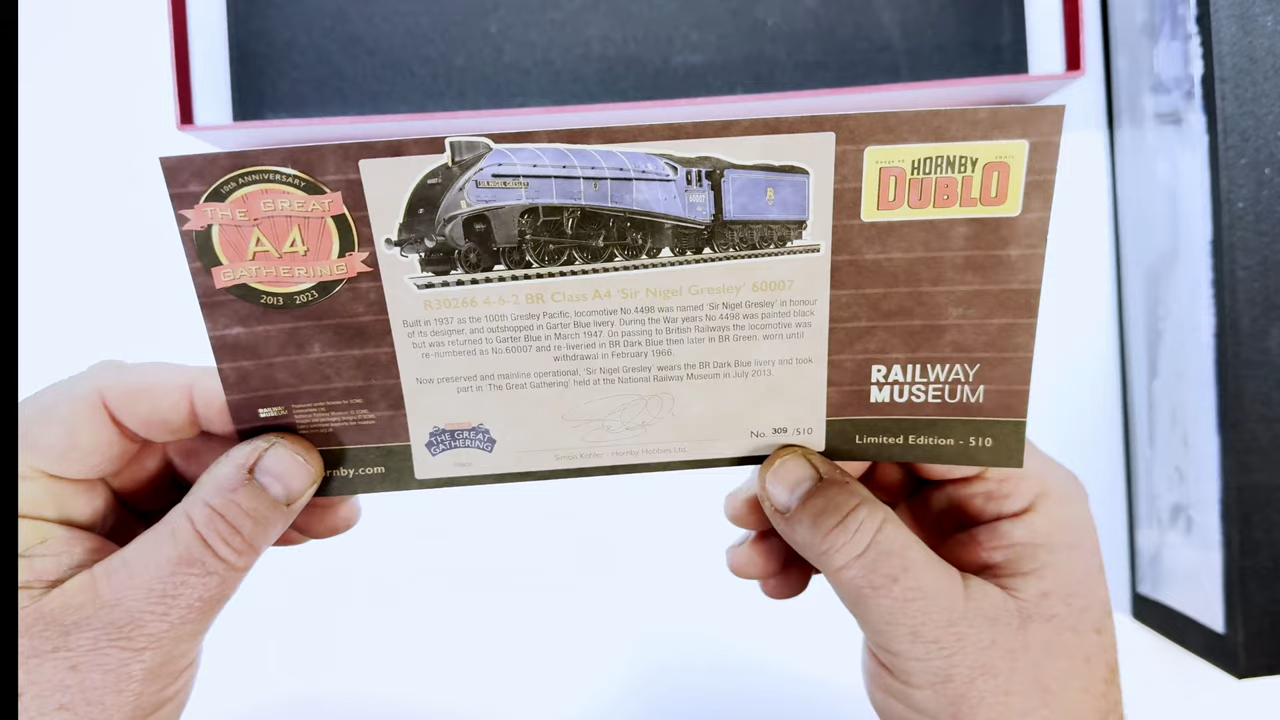 10th ANNIVERSARY
THE GREAT
A4
GATHERING
2013 - 2023
SIR NIGEL GRESLEY
60007
HORNBY
DUBLO
R30266 4-6-2 BR Class A4 'Sir Nigel Gresley' 60007
Built in 1937 as the 100th Gresley Pacific, locomotive No.4498 was named 'Sir Nigel Gresley' in honour
of its designer, and outshopped in Garter Blue livery. During the War years No.4498 was painted black
but was returned to Garter Blue in March 1947. On passing to British Railways the locomotive was
re-numbered as No.60007 and re-liveried in BR Dark Blue then later in BR Green, worn until
withdrawal in February 1966.
Now preserved and mainline operational, 'Sir Nigel Gresley' wears the BR Dark Blue livery and took
part in 'The Great Gathering' held at the National Railway Museum in July 2013.
RAILWAY
MUSEUM
RAILWAY
MUSEUM
THE GREAT
GATHERING
Simon Kohler - Hornby Hobbies Ltd.
No. 309 /510
Limited Edition - 510
rnby.com